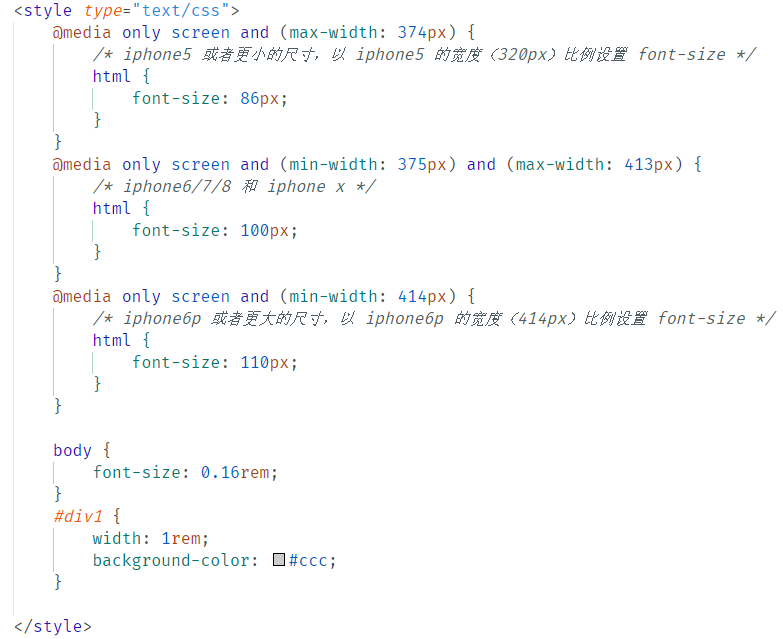 <style type="text/css">
    @media only screen and (max-width: 374px) {
        /* iphone5 或者更小的尺寸，以 iphone5 的宽度（320px）比例设置 font-size */
        html {
            font-size: 86px;
        }
    }
    @media only screen and (min-width: 375px) and (max-width: 413px) {
        /* iphone6/7/8 和 iphone x */
        html {
            font-size: 100px;
        }
    }
    @media only screen and (min-width: 414px) {
        /* iphone6p 或者更大的尺寸，以 iphone6p 的宽度（414px）比例设置 font-size */
        html {
            font-size: 110px;
        }
    }

    body {
        font-size: 0.16rem;
    }
    #div1 {
        width: 1rem;
        background-color: #ccc;
    }

</style>